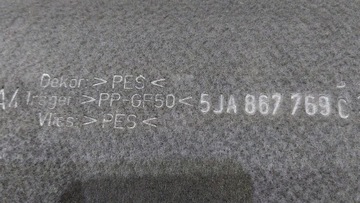 Dekor: >PES<
Träger: >PP-GF50< 5JA 867 769 C
Vlies: >PES<